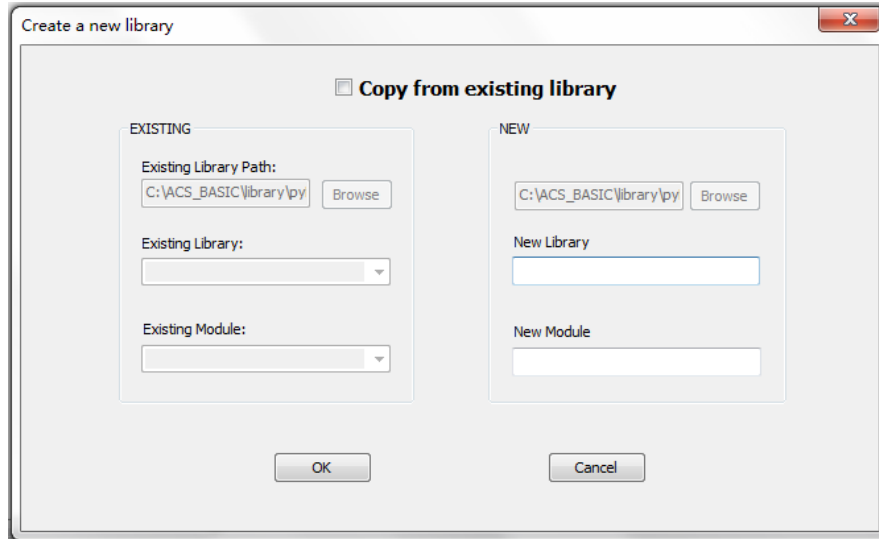 Create a new library
Copy from existing library
EXISTING
Existing Library Path:
C:\ACS_BASIC\library\py
Browse
Existing Library:
Existing Module:
NEW
C:\ACS_BASIC\library\py
Browse
New Library
New Module
OK
Cancel